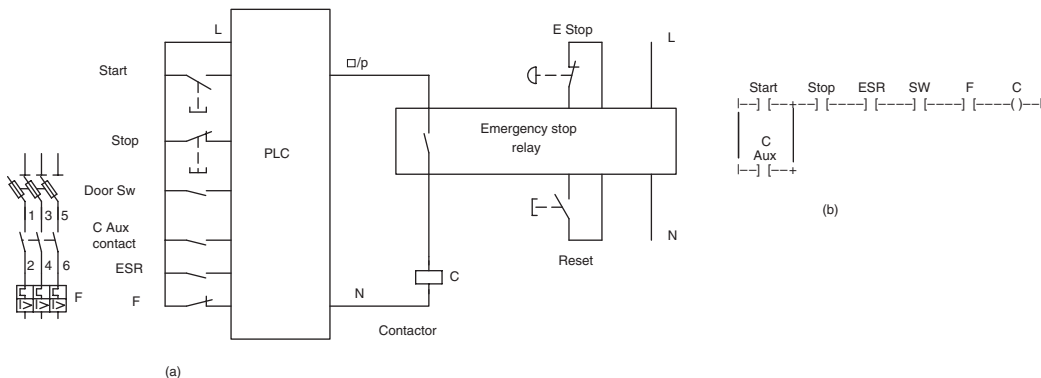 L
Start
Stop
Door Sw
C Aux
contact
ESR
F
PLC
□/p
N
Contactor
C
E Stop
Emergency stop
relay
Reset
L
N
1 3 5
2 4 6
F
I> I> I>
(a)
Start Stop ESR SW F C
|--] [--+--] [----] [----] [----] [----( )--|
C
Aux
|--] [--+
(b)